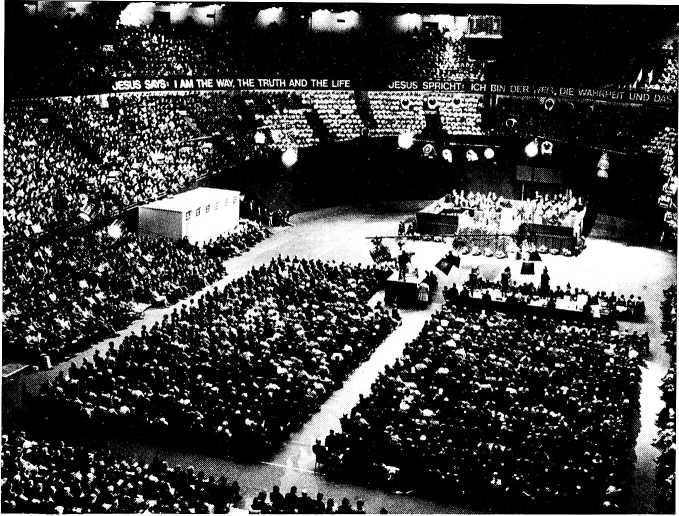 JESUS SAYS: I AM THE WAY, THE TRUTH AND THE LIFE
JESUS SPRICHT: ICH BIN DER WEG, DIE WAHRHEIT UND DAS